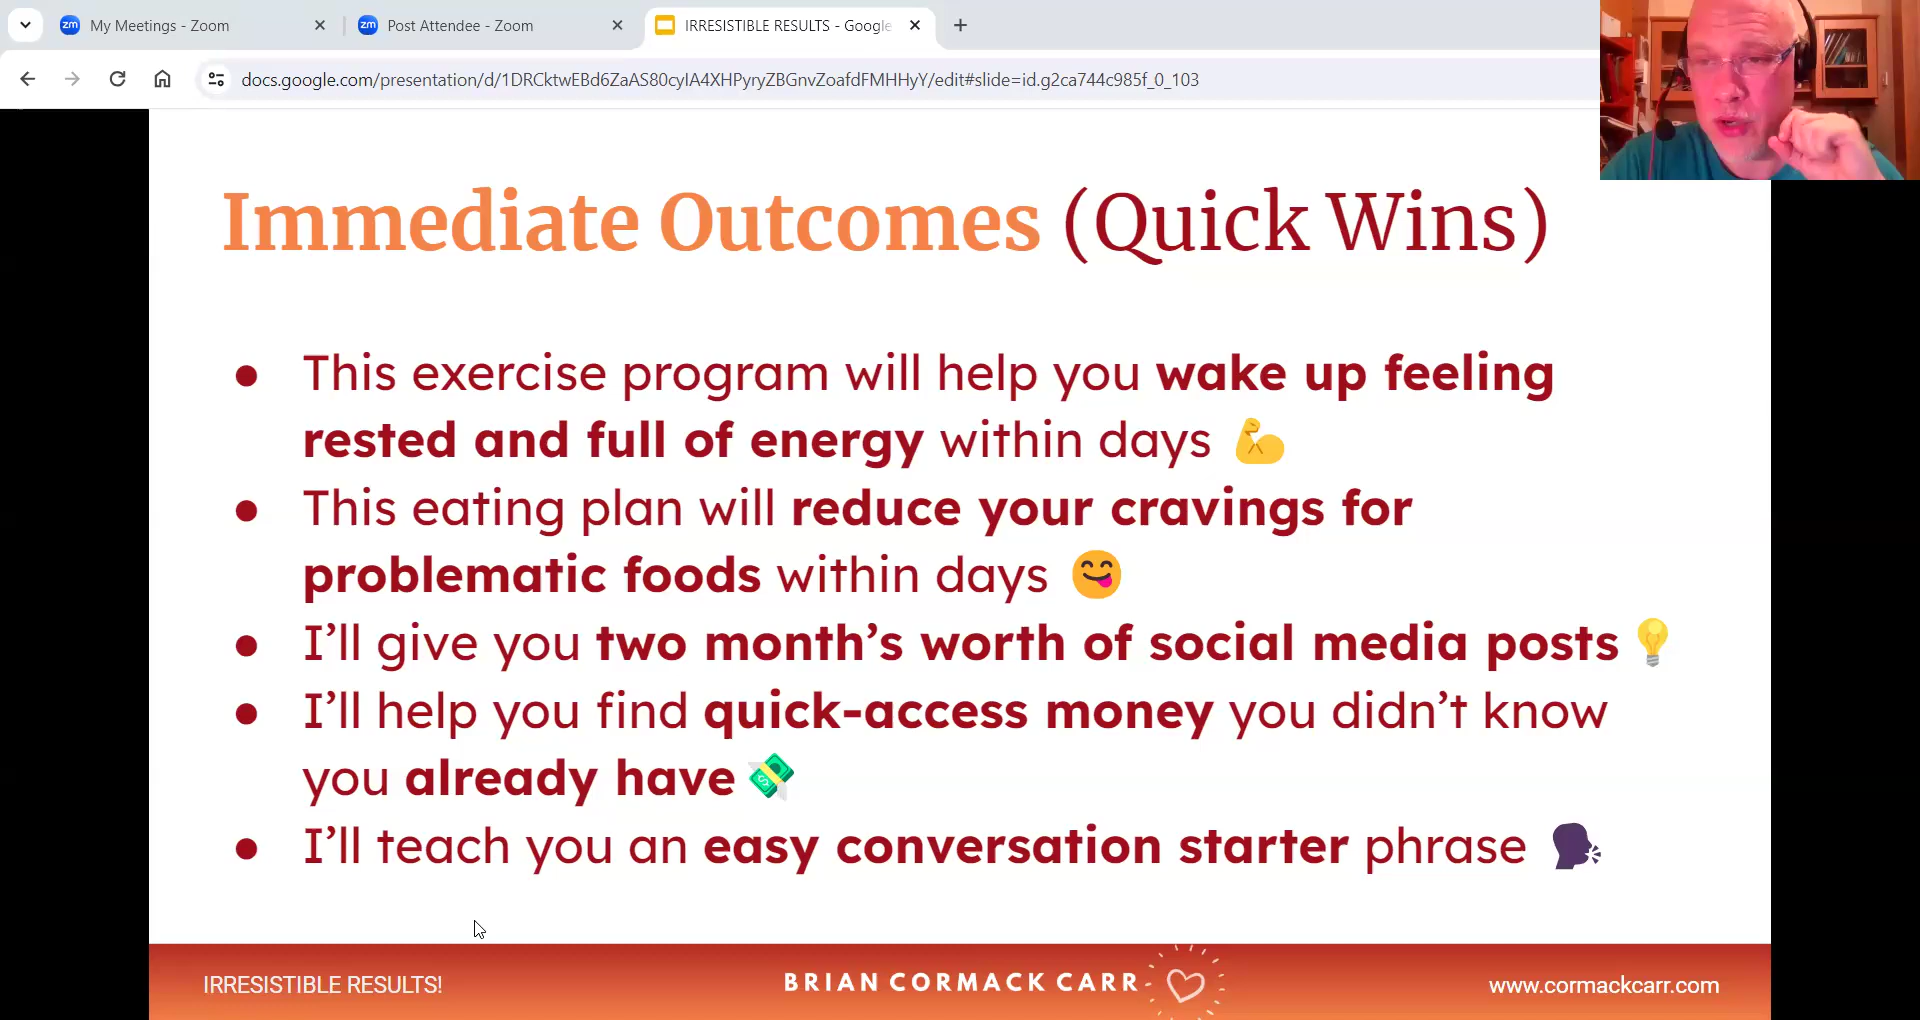 My Meetings - Zoom
Post Attendee - Zoom
IRRESISTIBLE RESULTS - Google
docs.google.com/presentation/d/1DRCktwEBd6ZaAS80cyIA4XHPyryZBGnvZoafdFMHHyY/edit#slide=id.g2ca744c985f_0_103
Immediate Outcomes (Quick Wins)
● This exercise program will help you wake up feeling
rested and full of energy within days 💪
● This eating plan will reduce your cravings for
problematic foods within days 😋
● I’ll give you two month’s worth of social media posts 💡
● I’ll help you find quick-access money you didn’t know
you already have 💸
● I’ll teach you an easy conversation starter phrase 🗣
IRRESISTIBLE RESULTS!
BRIAN CORMACK CARR
www.cormackcarr.com